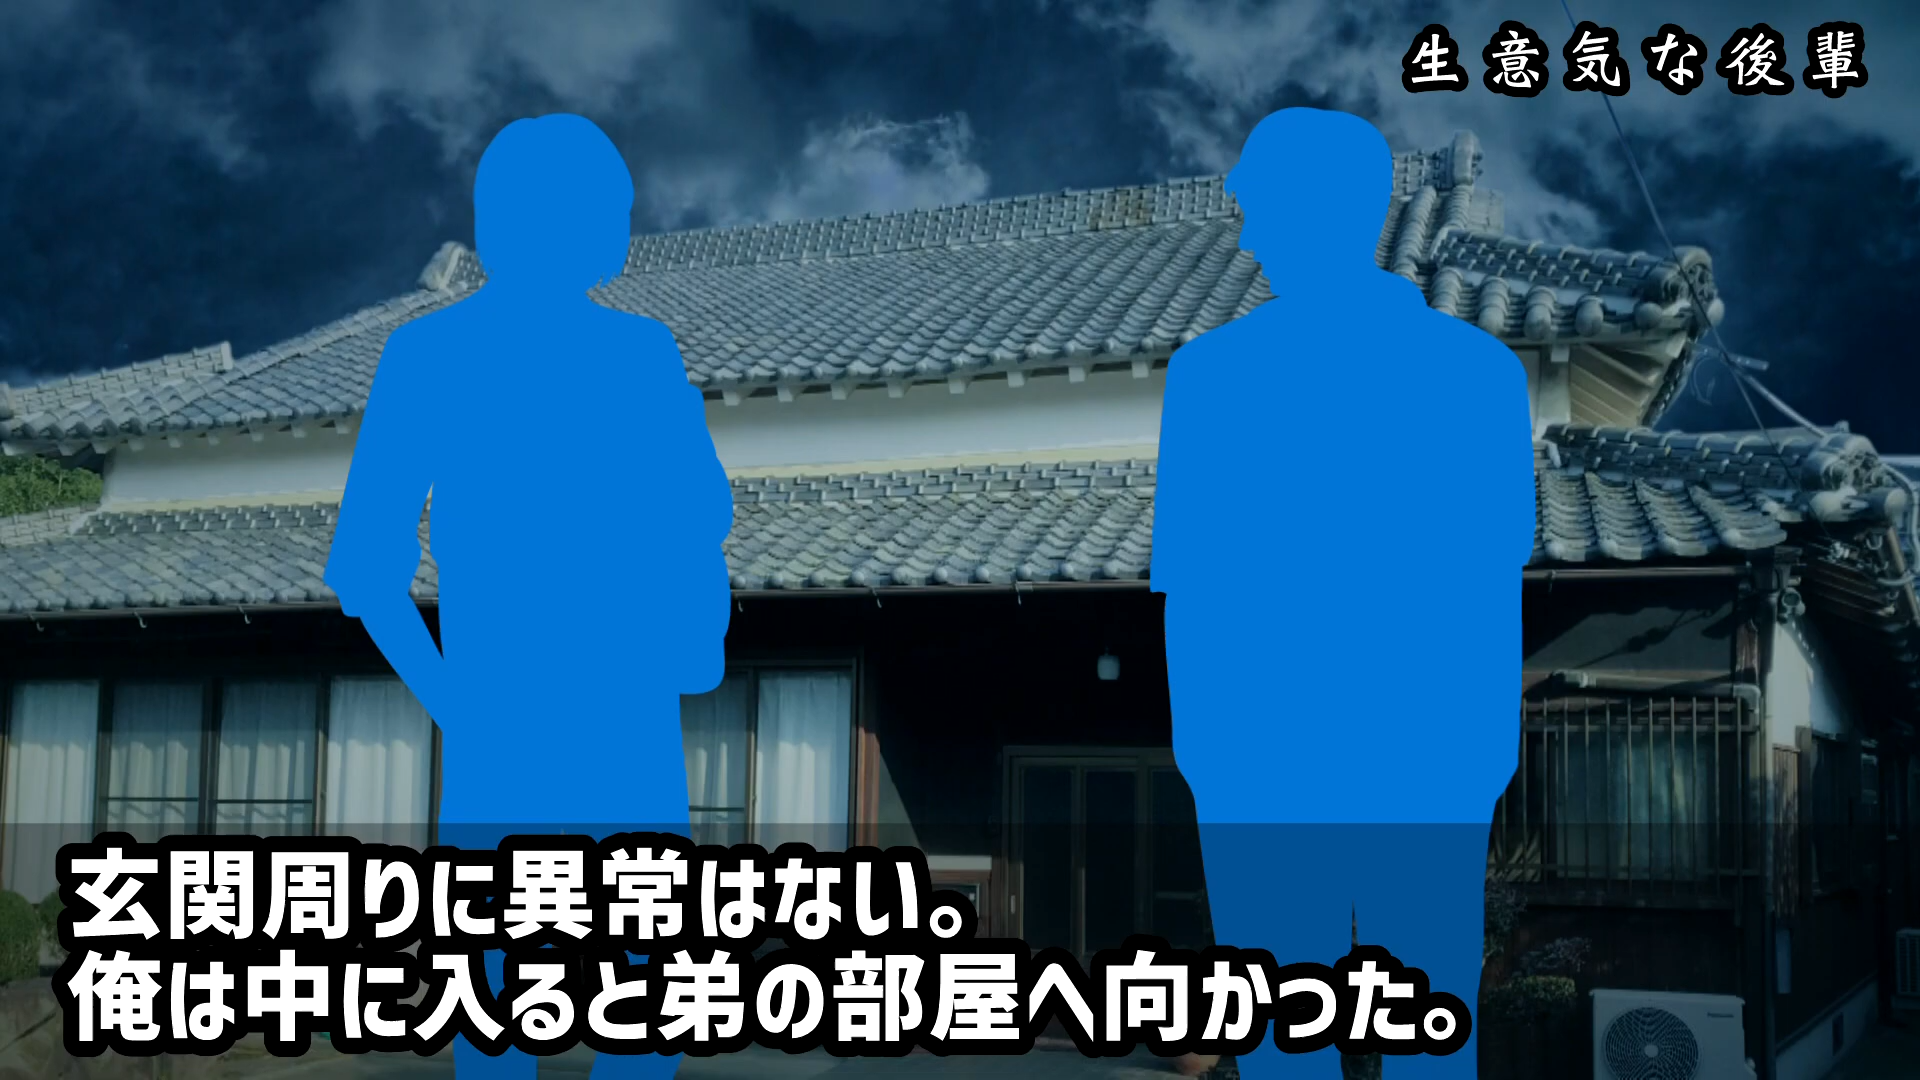 生意気な後輩
玄関周りに異常はない。
俺は中に入ると弟の部屋へ向かった。